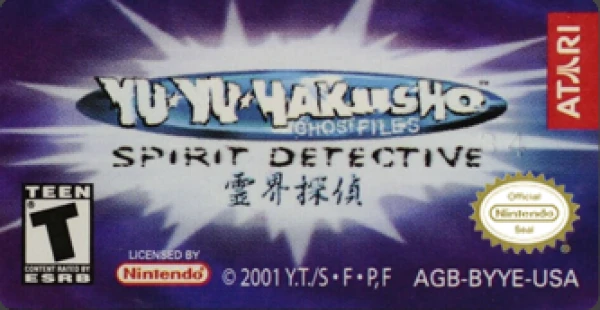 ATARI
YU·YU·HAKUSHO™
GHOST FILES
SPIRIT DETECTIVE
霊界探偵
TEEN
T
CONTENT RATED BY
ESRB
LICENSED BY
Nintendo
© 2001 Y.T./S·F·P,F
AGB-BYYE-USA
Official
Nintendo
Seal